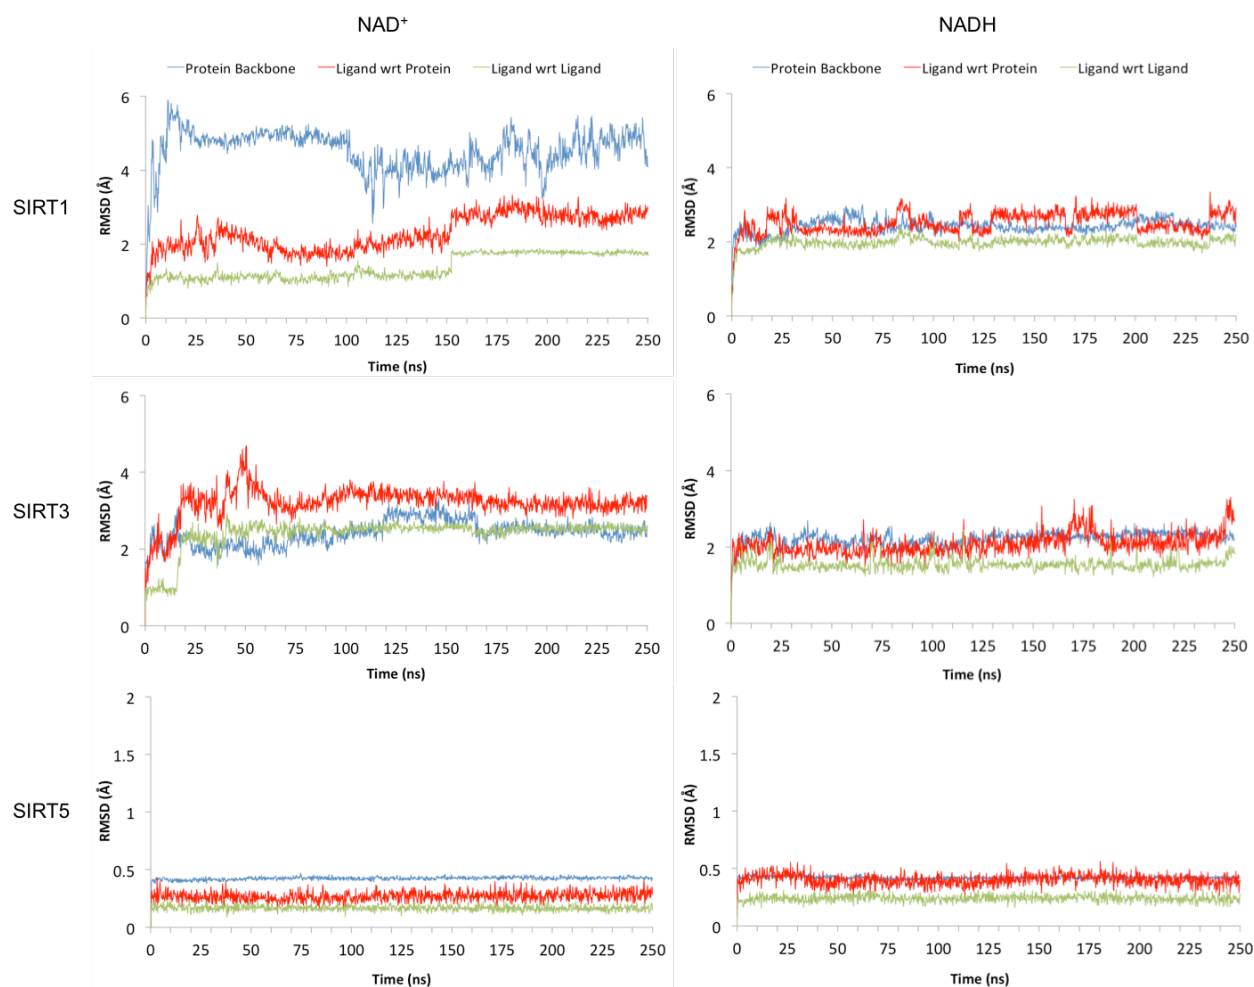 NAD⁺ NADH
Protein Backbone Ligand wrt Protein Ligand wrt Ligand
Protein Backbone Ligand wrt Protein Ligand wrt Ligand
SIRT1
RMSD (Å)
6
4
2
0
0 25 50 75 100 125 150 175 200 225 250
Time (ns)
RMSD (Å)
6
4
2
0
0 25 50 75 100 125 150 175 200 225 250
Time (ns)
SIRT3
RMSD (Å)
6
4
2
0
0 25 50 75 100 125 150 175 200 225 250
Time (ns)
RMSD (Å)
6
4
2
0
0 25 50 75 100 125 150 175 200 225 250
Time (ns)
SIRT5
RMSD (Å)
2
1.5
1
0.5
0
0 25 50 75 100 125 150 175 200 225 250
Time (ns)
RMSD (Å)
2
1.5
1
0.5
0
0 25 50 75 100 125 150 175 200 225 250
Time (ns)